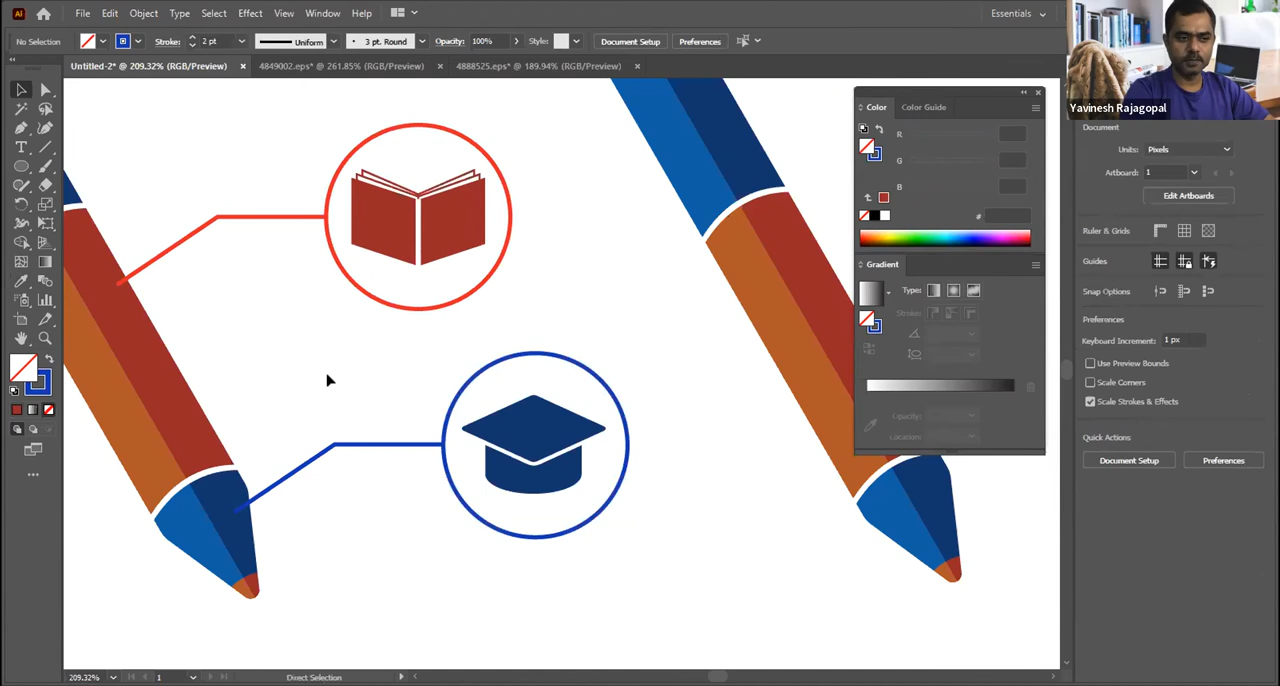 Ai File Edit Object Type Select Effect View Window Help Essentials
No Selection Stroke: 2 pt Uniform 3 pt. Round Opacity: 100% Style: Document Setup Preferences
Untitled-2* @ 209.32% (RGB/Preview) × 4849002.eps* @ 261.85% (RGB/Preview) × 4888525.eps* @ 189.94% (RGB/Preview) ×
Yavinesh Rajagopal
Color Color Guide
R
G
B
#
Gradient
Type:
Stroke:
Opacity:
Location:
Document
Units: Pixels
Artboard: 1
Edit Artboards
Ruler & Grids
Guides
Snap Options
Preferences
Keyboard Increment: 1 px
Use Preview Bounds
Scale Corners
Scale Strokes & Effects
Quick Actions
Document Setup Preferences
209.32% 1 Direct Selection